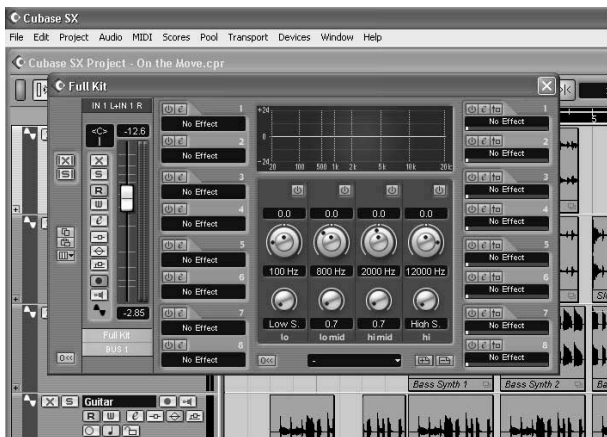 Cubase SX
File Edit Project Audio MIDI Scores Pool Transport Devices Window Help
Cubase SX Project - On the Move.cpr
Full Kit
IN 1 L+IN 1 R
<C> -12.6
X S
X
S
R
W
e
-2.85
Full Kit
BUS 1
1 No Effect
2 No Effect
3 No Effect
4 No Effect
5 No Effect
6 No Effect
7 No Effect
8 No Effect
+24
0
-24
20 100 500 1k 2k 5k 10k 20k
0.0 0.0 0.0 0.0
100 Hz 800 Hz 2000 Hz 12000 Hz
Low S. 0.7 0.7 High S.
lo lo mid hi mid hi
1 No Effect
2 No Effect
3 No Effect
4 No Effect
5 No Effect
6 No Effect
7 No Effect
8 No Effect
5
Bass Synth 1 Bass Synth 2 Ba
X S Guitar
R W e